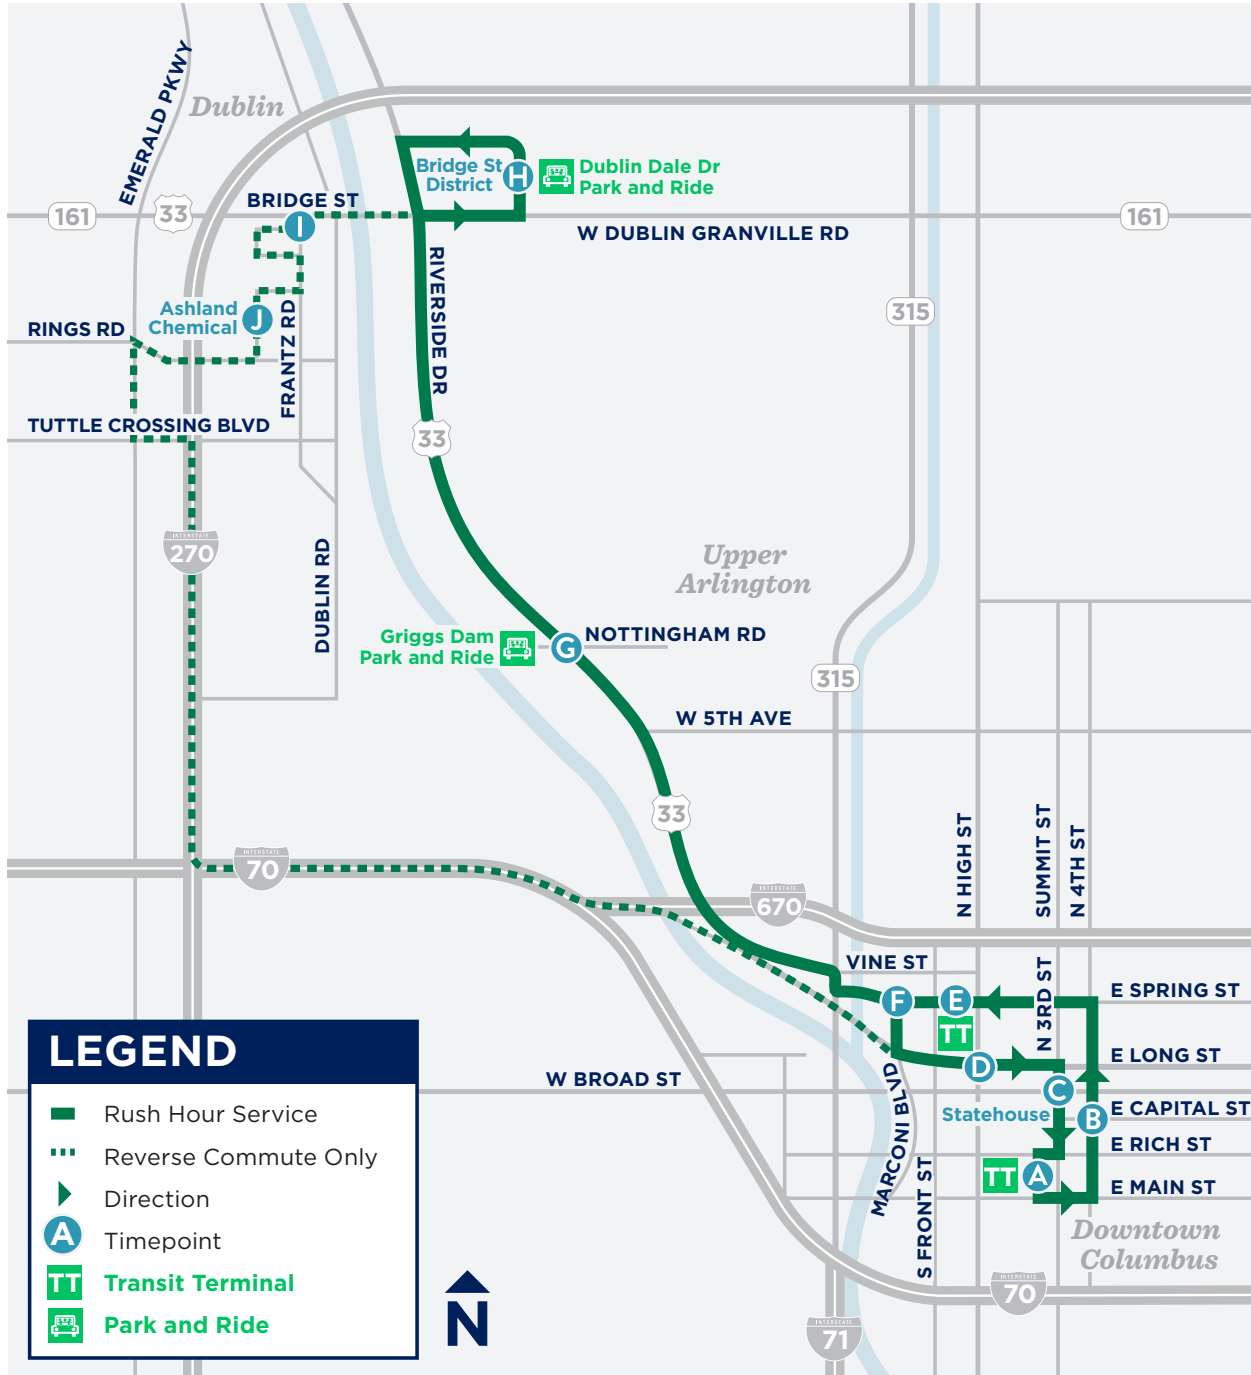 EMERALD PKWY
Dublin
161
33
BRIDGE ST
I
Bridge St
District
H
Dublin Dale Dr
Park and Ride
W DUBLIN GRANVILLE RD
161
RIVERSIDE DR
315
Ashland
Chemical
J
FRANTZ RD
RINGS RD
TUTTLE CROSSING BLVD
33
INTERSTATE
270
DUBLIN RD
Upper
Arlington
Griggs Dam
Park and Ride
G
NOTTINGHAM RD
315
W 5TH AVE
33
INTERSTATE
70
INTERSTATE
670
N HIGH ST
SUMMIT ST
N 4TH ST
VINE ST
N 3RD ST
F
E
TT
E SPRING ST
D
E LONG ST
W BROAD ST
C
Statehouse
B
E CAPITAL ST
E RICH ST
MARCONI BLVD
S FRONT ST
TT
A
E MAIN ST
Downtown
Columbus
INTERSTATE
70
INTERSTATE
71
LEGEND
Rush Hour Service
Reverse Commute Only
Direction
A
Timepoint
TT
Transit Terminal
Park and Ride
N